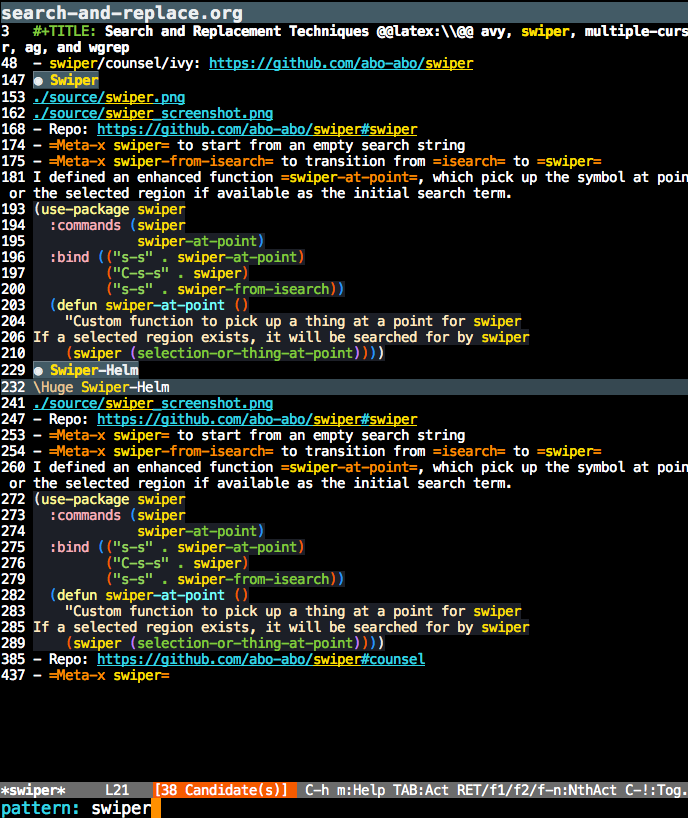 search-and-replace.org
3 #+TITLE: Search and Replacement Techniques @@latex:\\@@ avy, swiper, multiple-curs
r, ag, and wgrep
48 – swiper/counsel/ivy: https://github.com/abo-abo/swiper
147 ◉ Swiper
153 ./source/swiper.png
162 ./source/swiper_screenshot.png
168 – Repo: https://github.com/abo-abo/swiper#swiper
174 – =Meta-x swiper= to start from an empty search string
175 – =Meta-x swiper-from-isearch= to transition from =isearch= to =swiper=
181 I defined an enhanced function =swiper-at-point=, which pick up the symbol at poin
or the selected region if available as the initial search term.
193 (use-package swiper
194 :commands (swiper
195 swiper-at-point)
196 :bind (("s-s" . swiper-at-point)
197 ("C-s-s" . swiper)
200 ("s-s" . swiper-from-isearch))
203 (defun swiper-at-point ()
204 "Custom function to pick up a thing at a point for swiper
206 If a selected region exists, it will be searched for by swiper
210 (swiper (selection-or-thing-at-point))))
229 ◉ Swiper-Helm
232 \Huge Swiper-Helm
241 ./source/swiper_screenshot.png
247 – Repo: https://github.com/abo-abo/swiper#swiper
253 – =Meta-x swiper= to start from an empty search string
254 – =Meta-x swiper-from-isearch= to transition from =isearch= to =swiper=
260 I defined an enhanced function =swiper-at-point=, which pick up the symbol at poin
or the selected region if available as the initial search term.
272 (use-package swiper
273 :commands (swiper
274 swiper-at-point)
275 :bind (("s-s" . swiper-at-point)
276 ("C-s-s" . swiper)
279 ("s-s" . swiper-from-isearch))
282 (defun swiper-at-point ()
283 "Custom function to pick up a thing at a point for swiper
285 If a selected region exists, it will be searched for by swiper
289 (swiper (selection-or-thing-at-point))))
385 – Repo: https://github.com/abo-abo/swiper#counsel
437 – =Meta-x swiper=
*swiper* L21 [38 Candidate(s)] C-h m:Help TAB:Act RET/f1/f2/f-n:NthAct C-!:Tog.
pattern: swiper